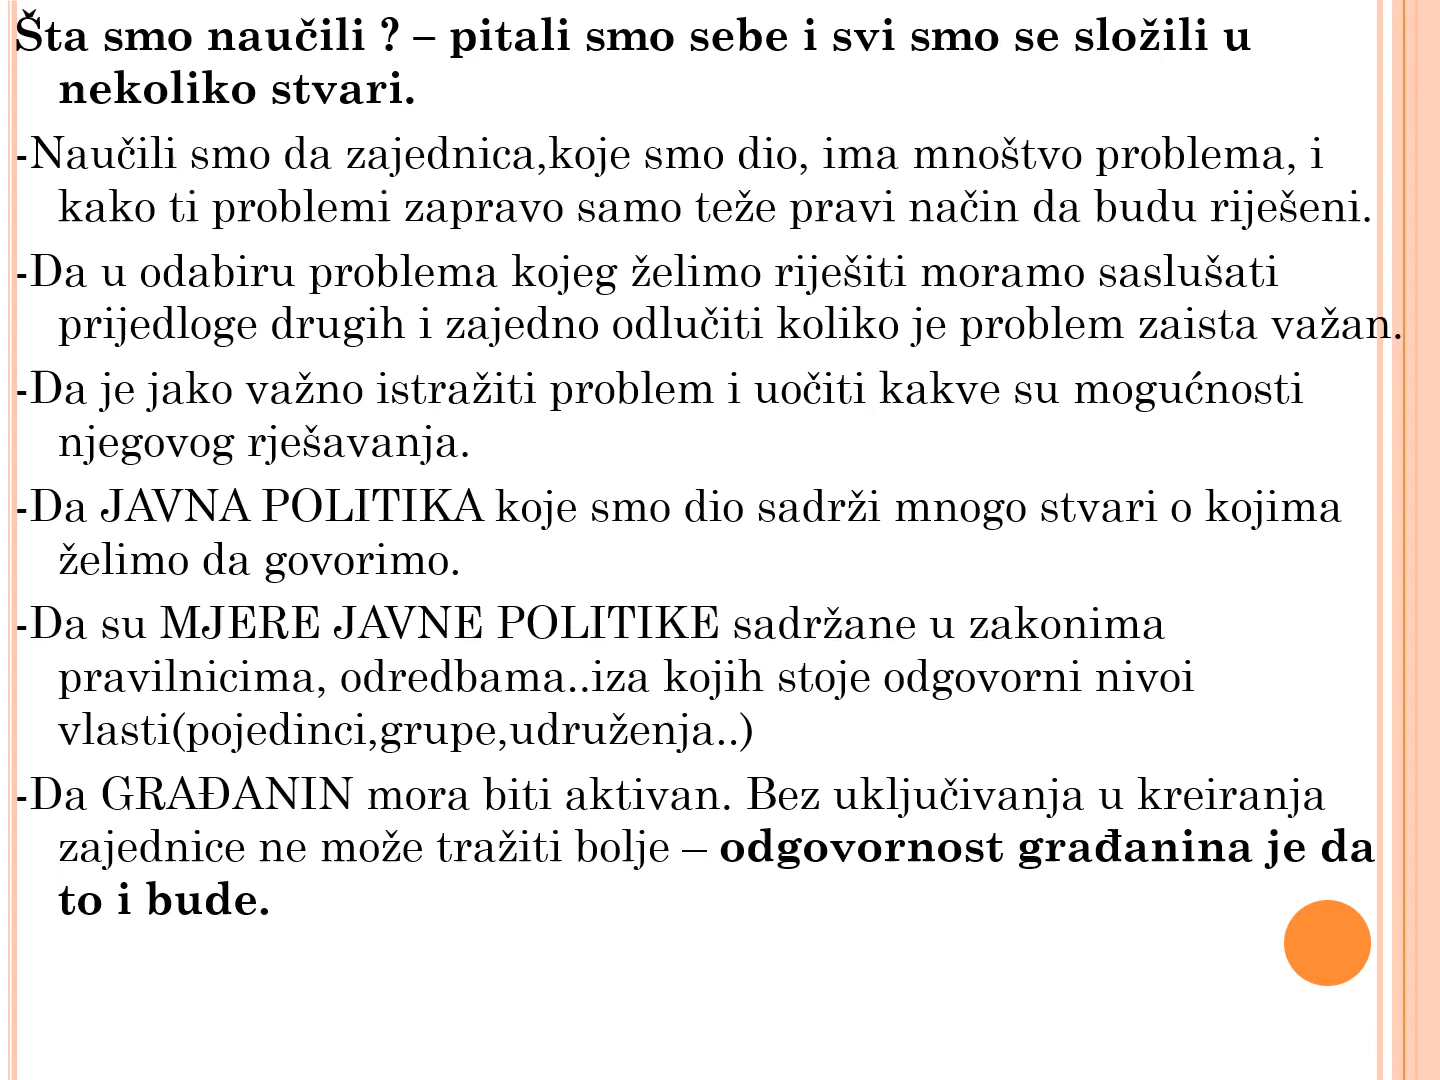 Šta smo naučili ? – pitali smo sebe i svi smo se složili u
nekoliko stvari.
-Naučili smo da zajednica,koje smo dio, ima mnoštvo problema, i
kako ti problemi zapravo samo teže pravi način da budu riješeni.
-Da u odabiru problema kojeg želimo riješiti moramo saslušati
prijedloge drugih i zajedno odlučiti koliko je problem zaista važan.
-Da je jako važno istražiti problem i uočiti kakve su mogućnosti
njegovog rješavanja.
-Da JAVNA POLITIKA koje smo dio sadrži mnogo stvari o kojima
želimo da govorimo.
-Da su MJERE JAVNE POLITIKE sadržane u zakonima
pravilnicima, odredbama..iza kojih stoje odgovorni nivoi
vlasti(pojedinci,grupe,udruženja..)
-Da GRAĐANIN mora biti aktivan. Bez uključivanja u kreiranja
zajednice ne može tražiti bolje – odgovornost građanina je da
to i bude.